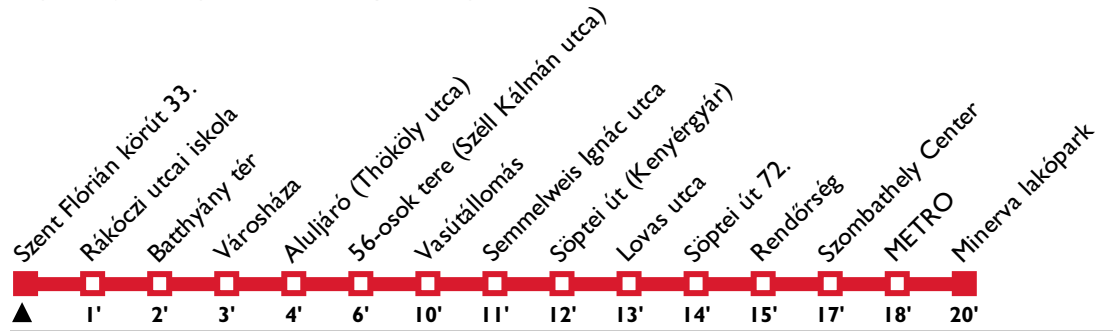 Szent Flórián körút 33.
Rákóczi utcai iskola
Batthyány tér
Városháza
Aluljáró (Thököly utca)
56-osok tere (Széll Kálmán utca)
Vasútállomás
Semmelweis Ignác utca
Söptei út (Kenyérgyár)
Lovas utca
Söptei út 72.
Rendőrség
Szombathely Center
METRO
Minerva lakópark
1' 2' 3' 4' 6' 10' 11' 12' 13' 14' 15' 17' 18' 20'